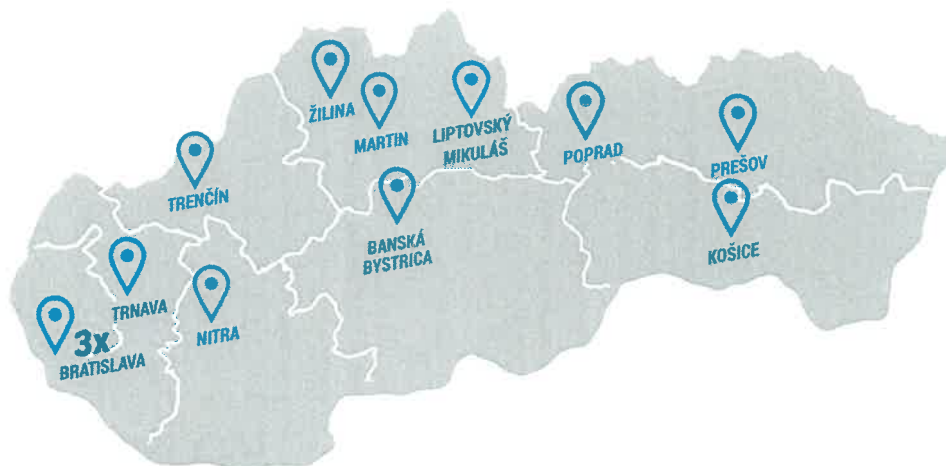 ŽILINA
MARTIN
LIPTOVSKÝ
MIKULÁŠ
POPRAD
PREŠOV
TRENČÍN
BANSKÁ
BYSTRICA
KOŠICE
TRNAVA
NITRA
3x
BRATISLAVA